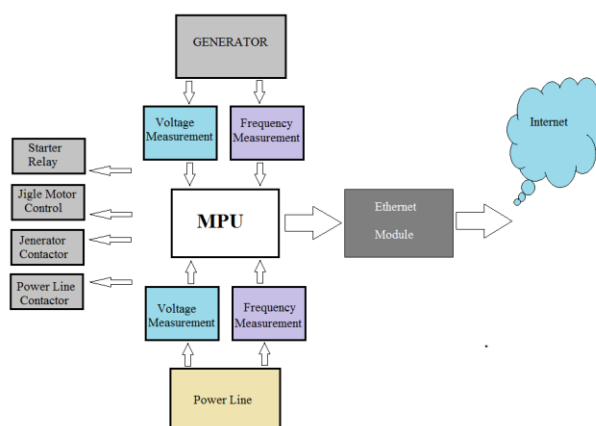 GENERATOR
Voltage
Measurement
Frequency
Measurement
Starter
Relay
Jigle Motor
Control
Jenerator
Contactor
Power Line
Contactor
MPU
Ethernet
Module
Internet
Voltage
Measurement
Frequency
Measurement
Power Line